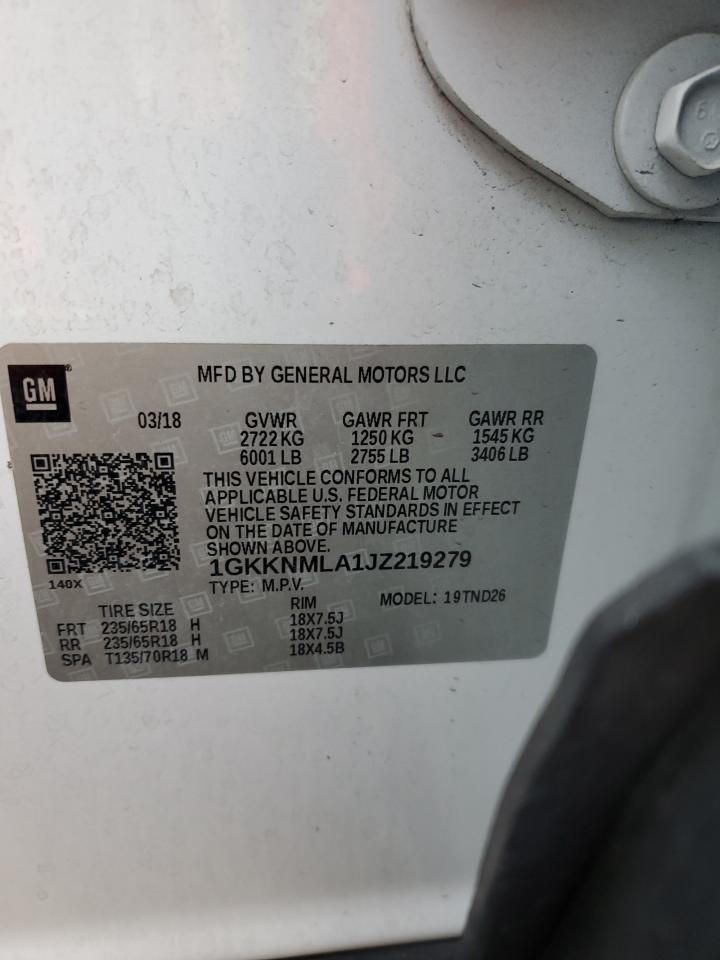 GM
MFD BY GENERAL MOTORS LLC
03/18 GVWR GAWR FRT GAWR RR
2722 KG 1250 KG 1545 KG
6001 LB 2755 LB 3406 LB
THIS VEHICLE CONFORMS TO ALL
APPLICABLE U.S. FEDERAL MOTOR
VEHICLE SAFETY STANDARDS IN EFFECT
ON THE DATE OF MANUFACTURE
SHOWN ABOVE.
1GKKNMLA1JZ219279
140X
TYPE: M.P.V.
MODEL: 19TND26
TIRE SIZE RIM
FRT 235/65R18 H 18X7.5J
RR 235/65R18 H 18X7.5J
SPA T135/70R18 M 18X4.5B